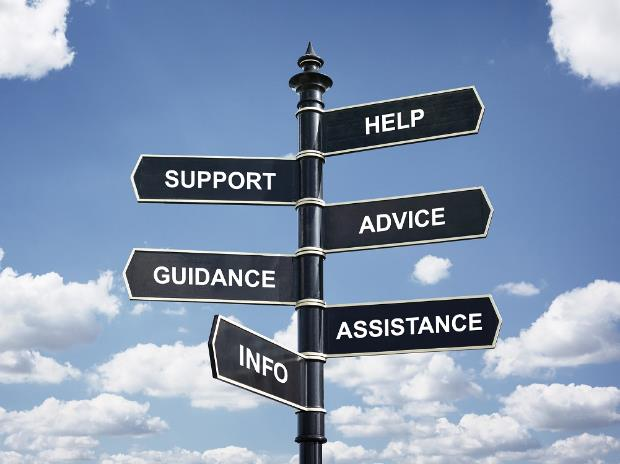 HELP
SUPPORT
ADVICE
GUIDANCE
ASSISTANCE
INFO